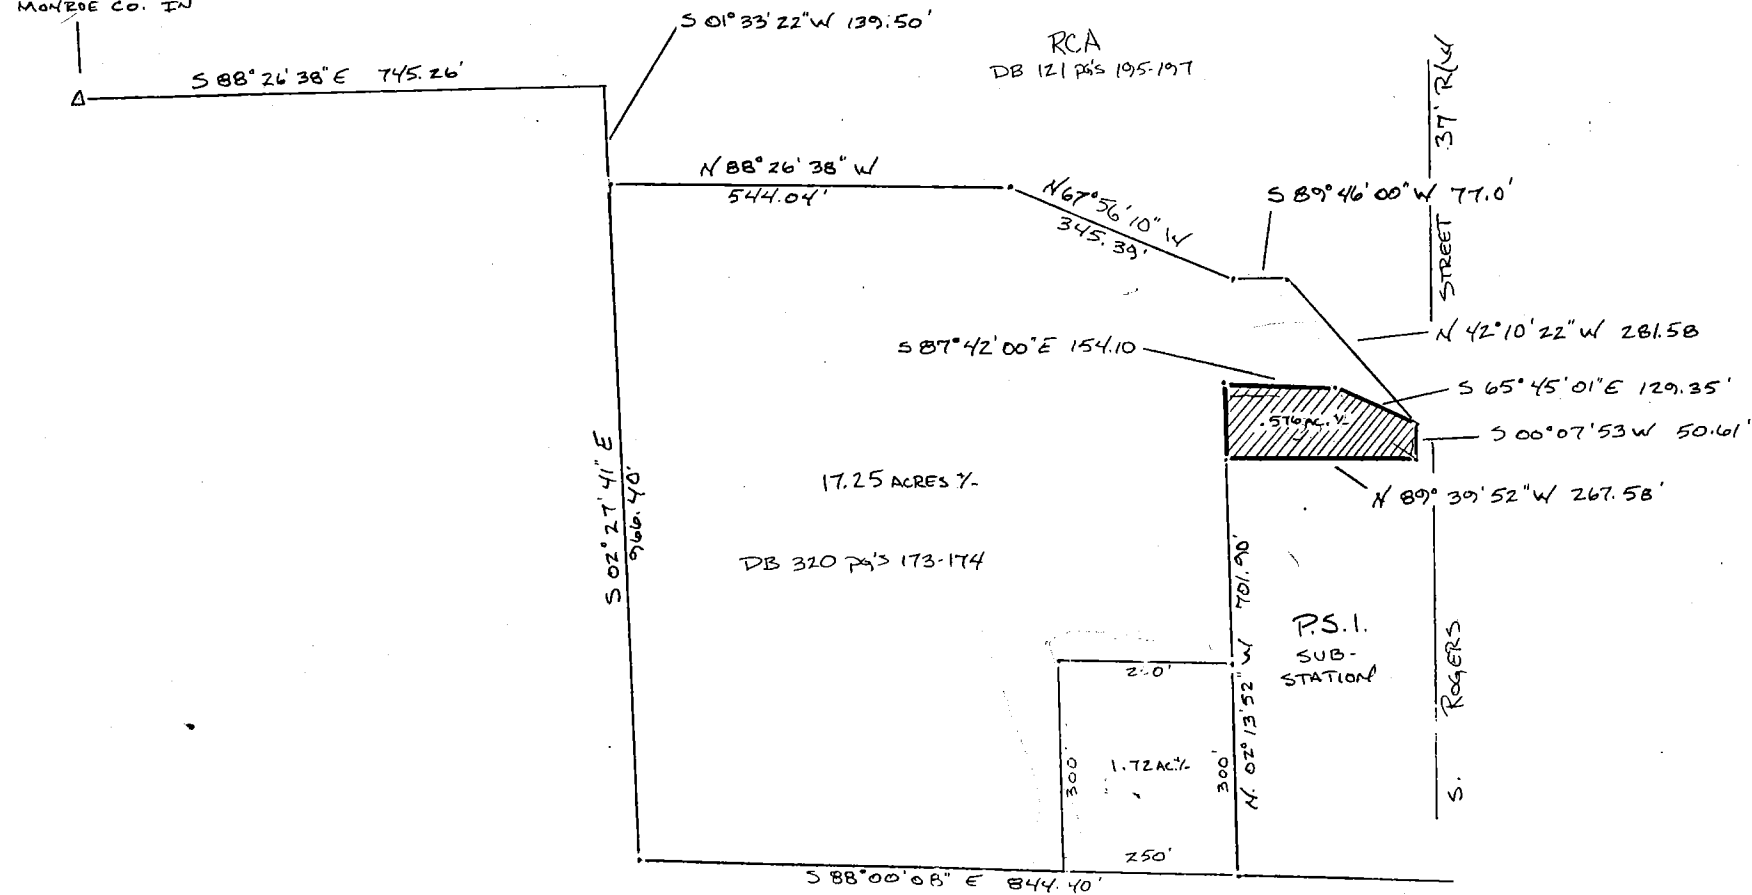 MONROE CO. IN
S 01° 33' 22" W 139.50'
RCA
DB 121 pg's 195-197
S 88° 26' 38" E 745.26'
37' R/W
N 88° 26' 38" W
544.04'
N 67° 56' 10" W
345.39'
S 89° 46' 00" W 77.0'
STREET
N 42° 10' 22" W 281.58
S 87° 42' 00" E 154.10
S 65° 45' 01" E 129.35'
.576 AC. +/-
S 00° 07' 53 W 50.61'
N 89° 39' 52" W 267.58'
17.25 ACRES +/-
S 02° 27' 41" E
966.40'
DB 320 pg's 173-174
N. 02° 13' 52" W 701.90'
P.S.I.
SUB-
STATION
S. ROGERS
300'
1.72 AC. +/-
300'
250'
S 88° 00' 08" E 844.40'